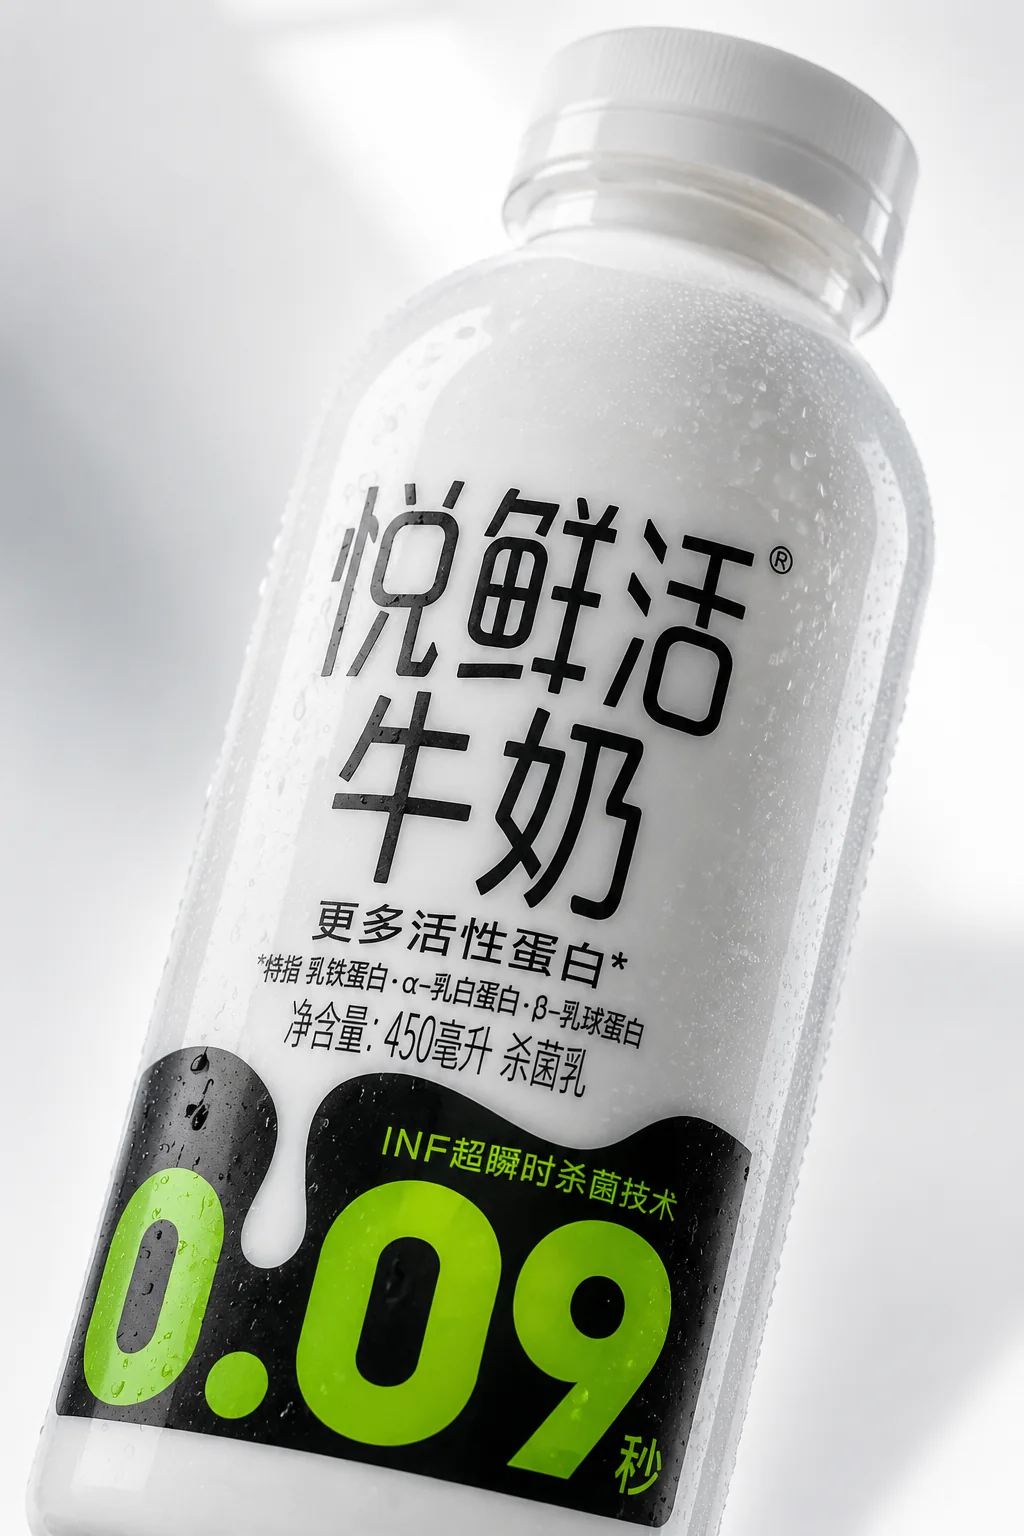 悦鲜活®
牛奶
更多活性蛋白*
*特指 乳铁蛋白·α-乳白蛋白·β-乳球蛋白
净含量：450毫升 杀菌乳
INF超瞬时杀菌技术
0.09秒